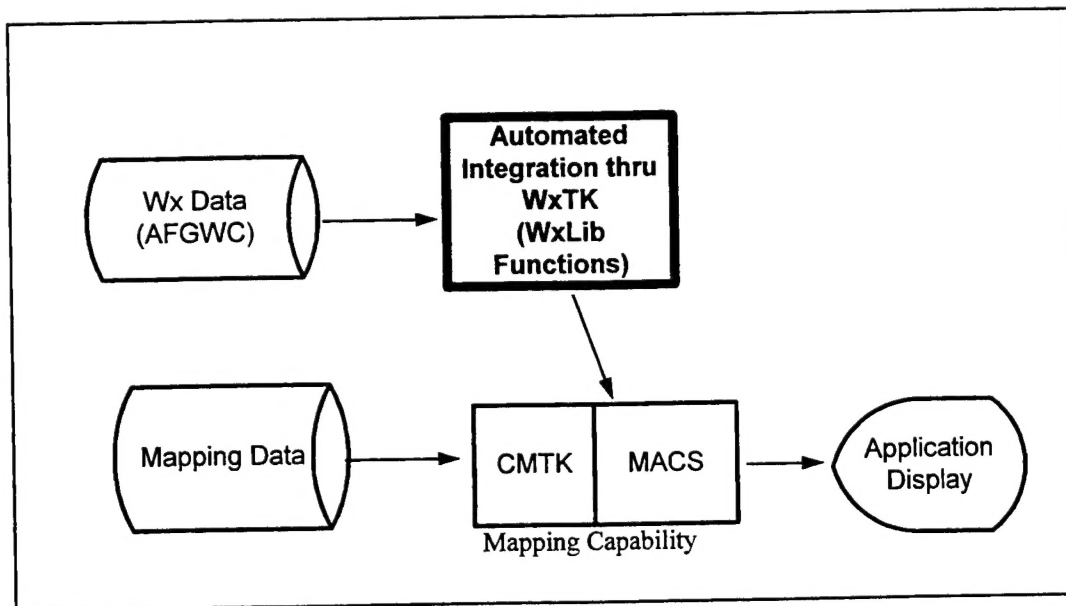 Wx Data
(AFGWC)
Automated
Integration thru
WxTK
(WxLib
Functions)
Mapping Data
CMTK
MACS
Mapping Capability
Application
Display